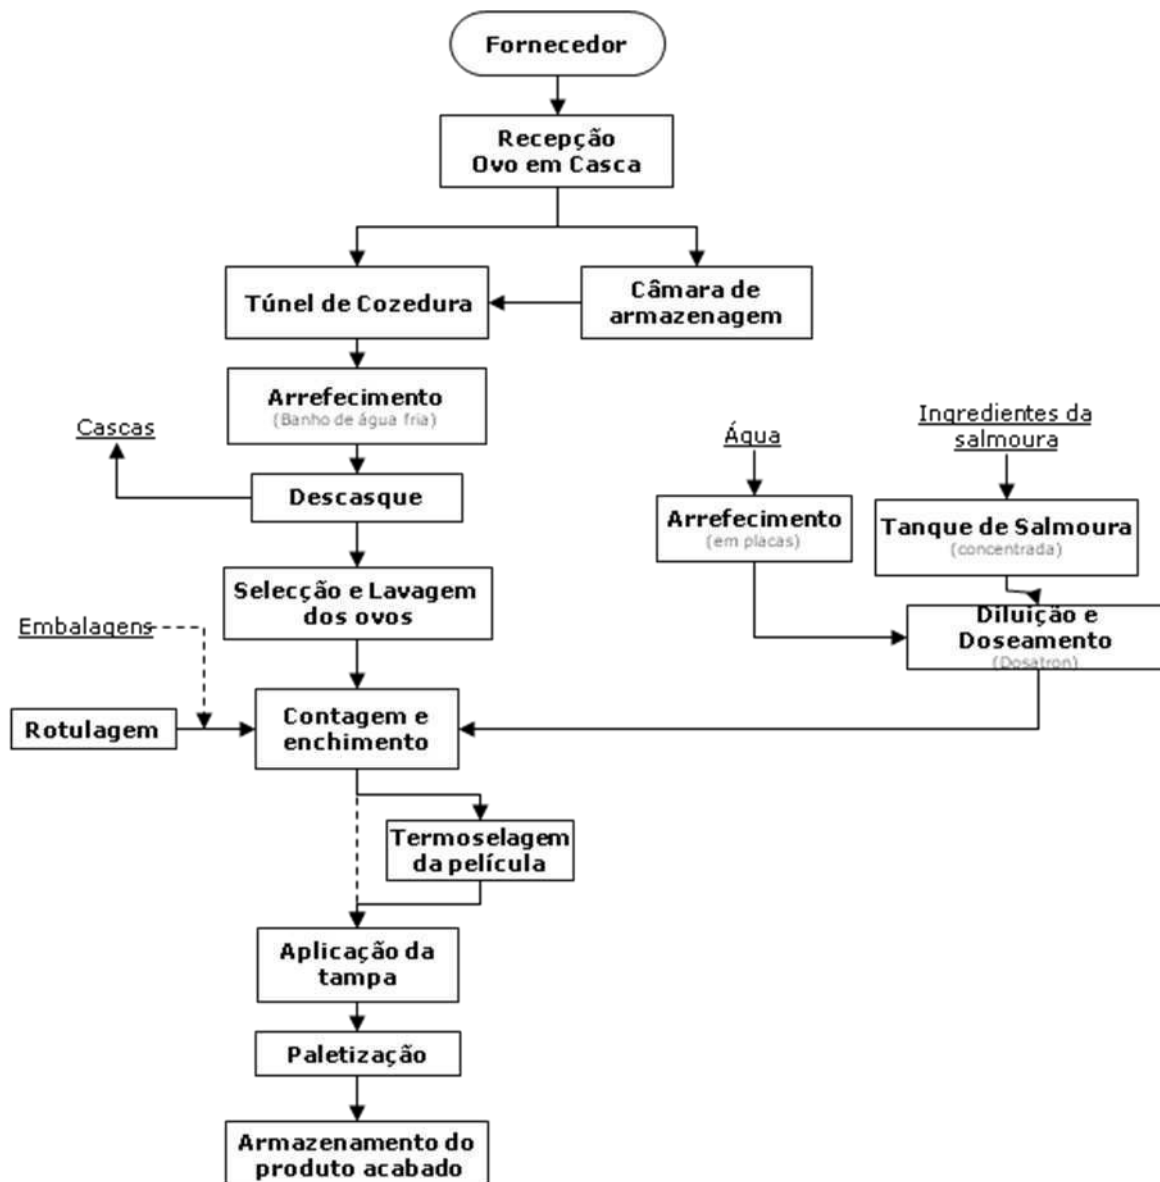 Fornecedor
Recepção
Ovo em Casca
Túnel de Cozedura
Câmara de
armazenagem
Arrefecimento
(Banho de água fria)
Cascas
Descasque
Água
Ingredientes da
salmoura
Arrefecimento
(em placas)
Tanque de Salmoura
(concentrada)
Selecção e Lavagem
dos ovos
Diluição e
Doseamento
(Dosatron)
Embalagens
Rotulagem
Contagem e
enchimento
Termoselagem
da película
Aplicação da
tampa
Paletização
Armazenamento do
produto acabado